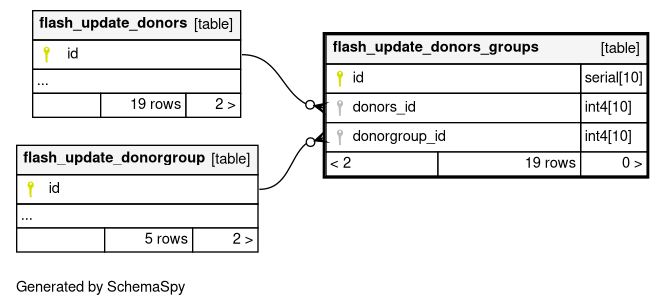 flash_update_donors [table]
id
...
19 rows 2 >
flash_update_donorgroup [table]
id
...
5 rows 2 >
flash_update_donors_groups [table]
id serial[10]
donors_id int4[10]
donorgroup_id int4[10]
< 2 19 rows 0 >
Generated by SchemaSpy